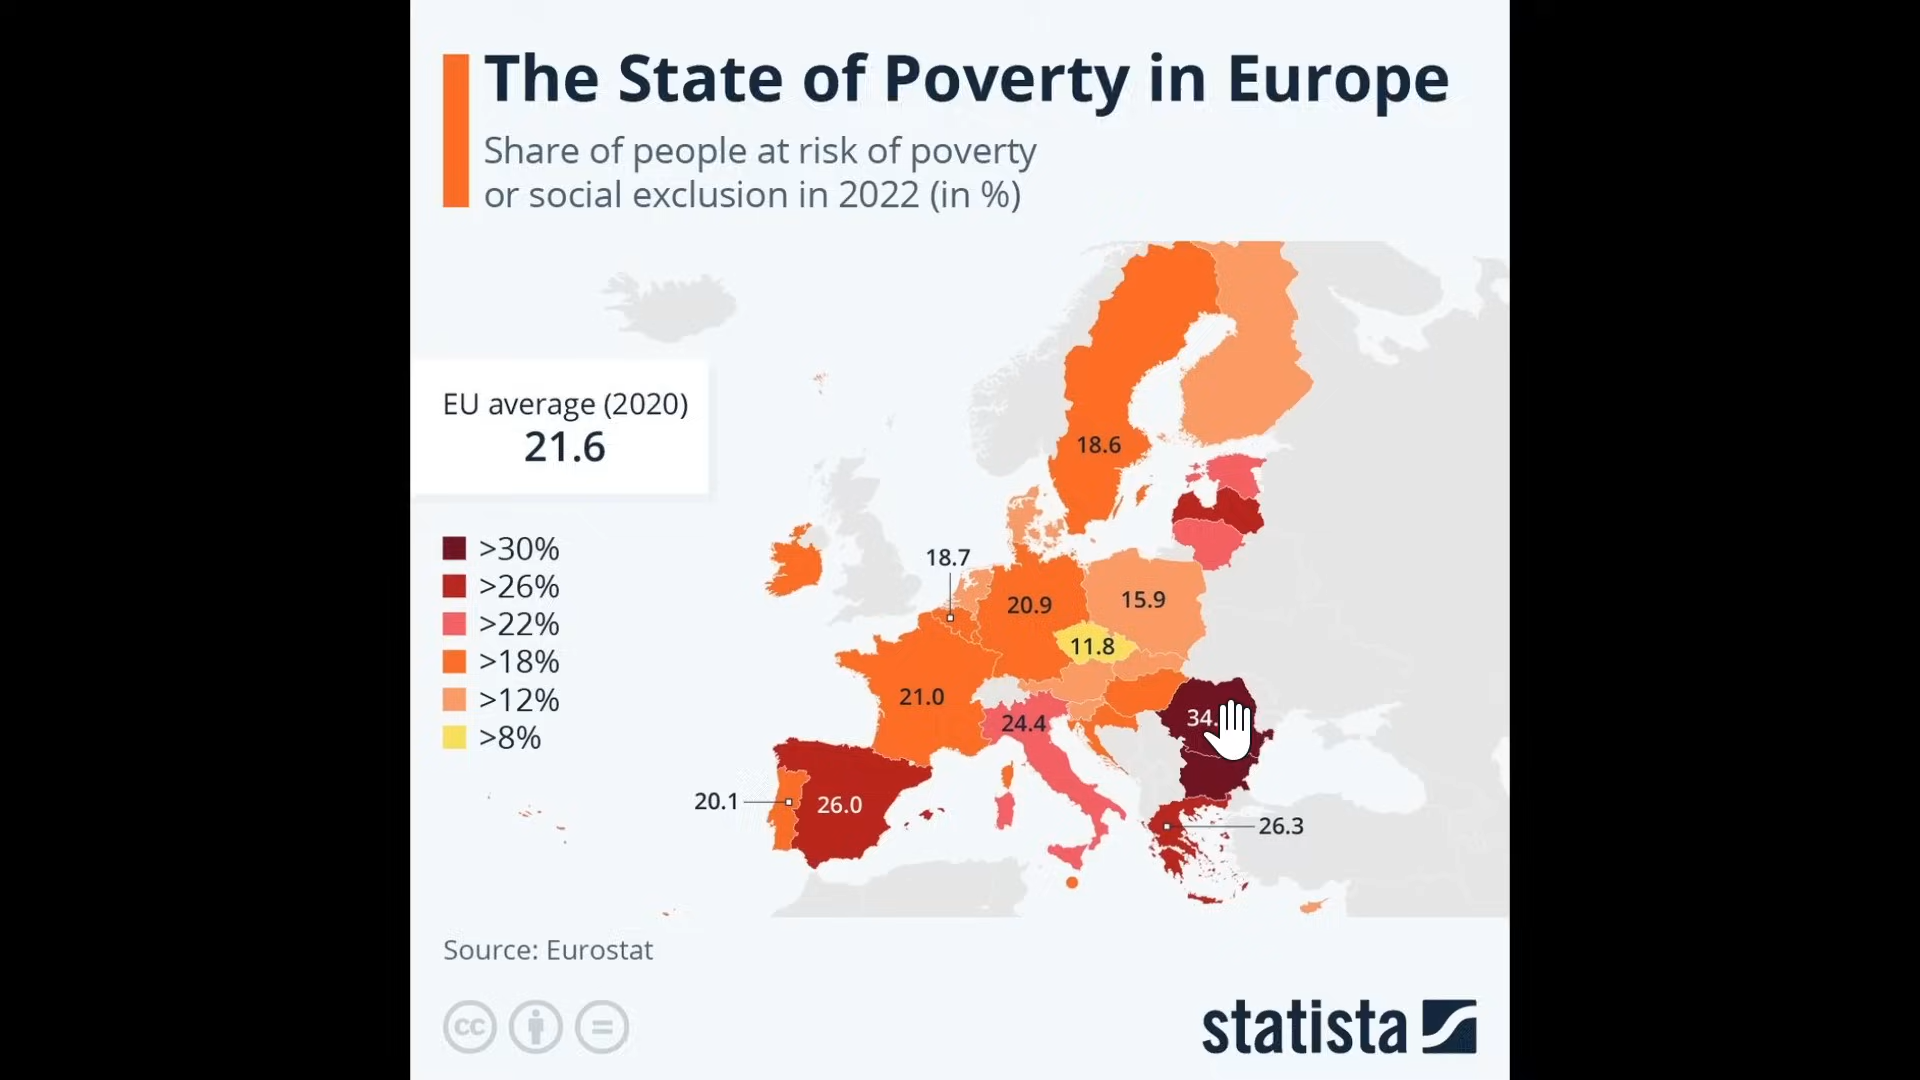 The State of Poverty in Europe
Share of people at risk of poverty
or social exclusion in 2022 (in %)
EU average (2020)
21.6
>30%
>26%
>22%
>18%
>12%
>8%
18.6
18.7
20.9
15.9
11.8
21.0
24.4
34.
20.1
26.0
26.3
Source: Eurostat
cc
=
statista